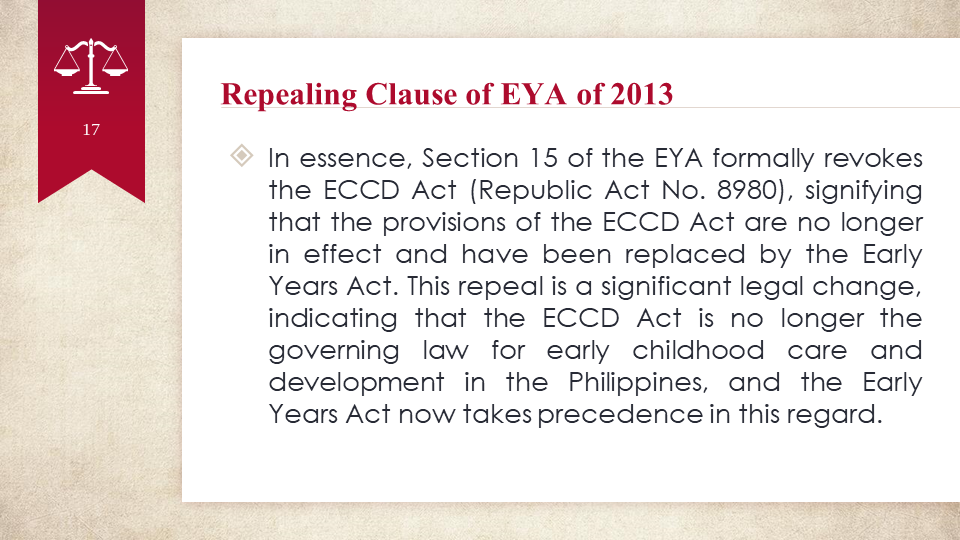 17
Repealing Clause of EYA of 2013
In essence, Section 15 of the EYA formally revokes
the ECCD Act (Republic Act No. 8980), signifying
that the provisions of the ECCD Act are no longer
in effect and have been replaced by the Early
Years Act. This repeal is a significant legal change,
indicating that the ECCD Act is no longer the
governing law for early childhood care and
development in the Philippines, and the Early
Years Act now takes precedence in this regard.